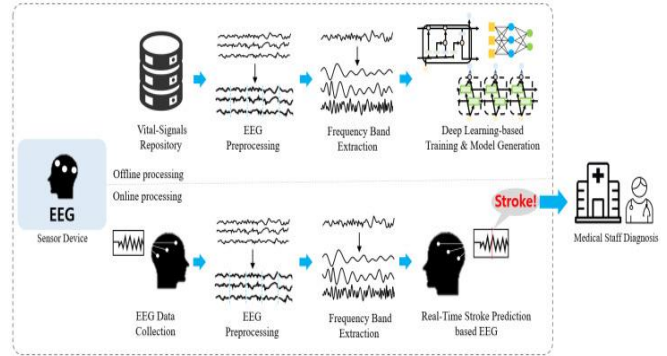 Vital-Signals
Repository
EEG
Preprocessing
Frequency Band
Extraction
Deep Learning-based
Training & Model Generation
Offline processing
Online processing
EEG
Sensor Device
Stroke!
Medical Staff Diagnosis
EEG Data
Collection
EEG
Preprocessing
Frequency Band
Extraction
Real-Time Stroke Prediction
based EEG